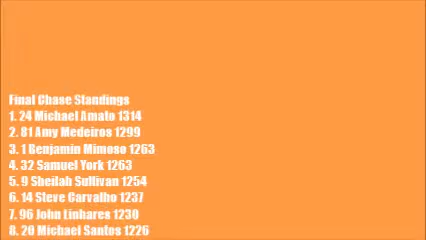 Final Chase Standings
1. 24 Michael Amato 1314
2. 81 Amy Medeiros 1299
3. 1 Benjamin Mimoso 1263
4. 32 Samuel York 1263
5. 9 Sheilah Sullivan 1254
6. 14 Steve Carvalho 1237
7. 96 John Linhares 1230
8. 20 Michael Santos 1226